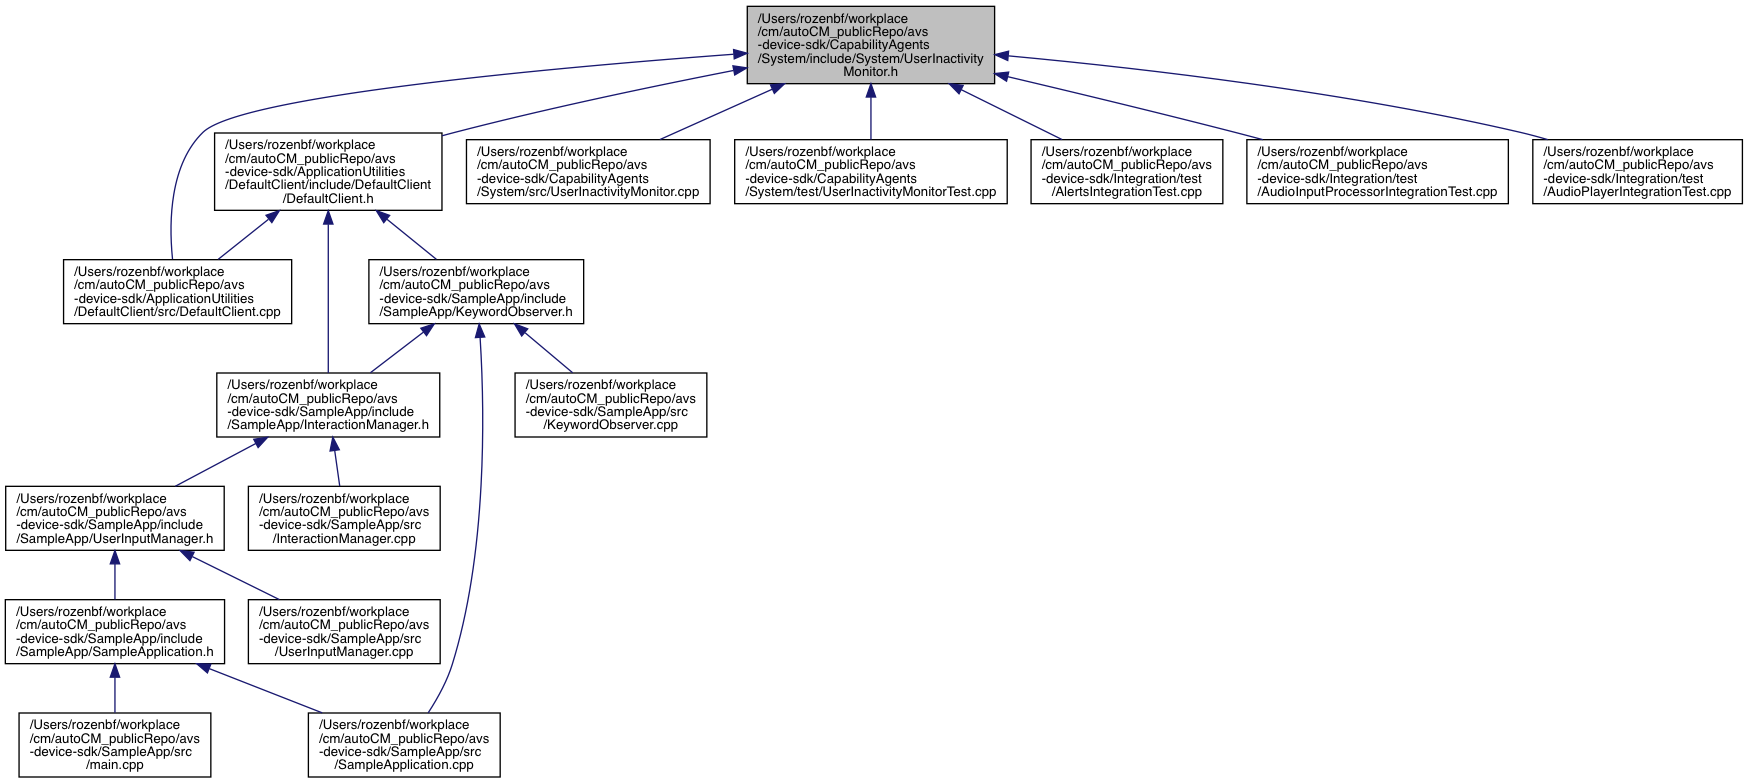 /Users/rozenbf/workplace
/cm/autoCM_publicRepo/avs
-device-sdk/CapabilityAgents
/System/include/System/UserInactivity
Monitor.h
/Users/rozenbf/workplace
/cm/autoCM_publicRepo/avs
-device-sdk/ApplicationUtilities
/DefaultClient/include/DefaultClient
/DefaultClient.h
/Users/rozenbf/workplace
/cm/autoCM_publicRepo/avs
-device-sdk/CapabilityAgents
/System/src/UserInactivityMonitor.cpp
/Users/rozenbf/workplace
/cm/autoCM_publicRepo/avs
-device-sdk/CapabilityAgents
/System/test/UserInactivityMonitorTest.cpp
/Users/rozenbf/workplace
/cm/autoCM_publicRepo/avs
-device-sdk/Integration/test
/AlertsIntegrationTest.cpp
/Users/rozenbf/workplace
/cm/autoCM_publicRepo/avs
-device-sdk/Integration/test
/AudioInputProcessorIntegrationTest.cpp
/Users/rozenbf/workplace
/cm/autoCM_publicRepo/avs
-device-sdk/Integration/test
/AudioPlayerIntegrationTest.cpp
/Users/rozenbf/workplace
/cm/autoCM_publicRepo/avs
-device-sdk/ApplicationUtilities
/DefaultClient/src/DefaultClient.cpp
/Users/rozenbf/workplace
/cm/autoCM_publicRepo/avs
-device-sdk/SampleApp/include
/SampleApp/KeywordObserver.h
/Users/rozenbf/workplace
/cm/autoCM_publicRepo/avs
-device-sdk/SampleApp/include
/SampleApp/InteractionManager.h
/Users/rozenbf/workplace
/cm/autoCM_publicRepo/avs
-device-sdk/SampleApp/src
/KeywordObserver.cpp
/Users/rozenbf/workplace
/cm/autoCM_publicRepo/avs
-device-sdk/SampleApp/include
/SampleApp/UserInputManager.h
/Users/rozenbf/workplace
/cm/autoCM_publicRepo/avs
-device-sdk/SampleApp/src
/InteractionManager.cpp
/Users/rozenbf/workplace
/cm/autoCM_publicRepo/avs
-device-sdk/SampleApp/include
/SampleApp/SampleApplication.h
/Users/rozenbf/workplace
/cm/autoCM_publicRepo/avs
-device-sdk/SampleApp/src
/UserInputManager.cpp
/Users/rozenbf/workplace
/cm/autoCM_publicRepo/avs
-device-sdk/SampleApp/src
/main.cpp
/Users/rozenbf/workplace
/cm/autoCM_publicRepo/avs
-device-sdk/SampleApp/src
/SampleApplication.cpp